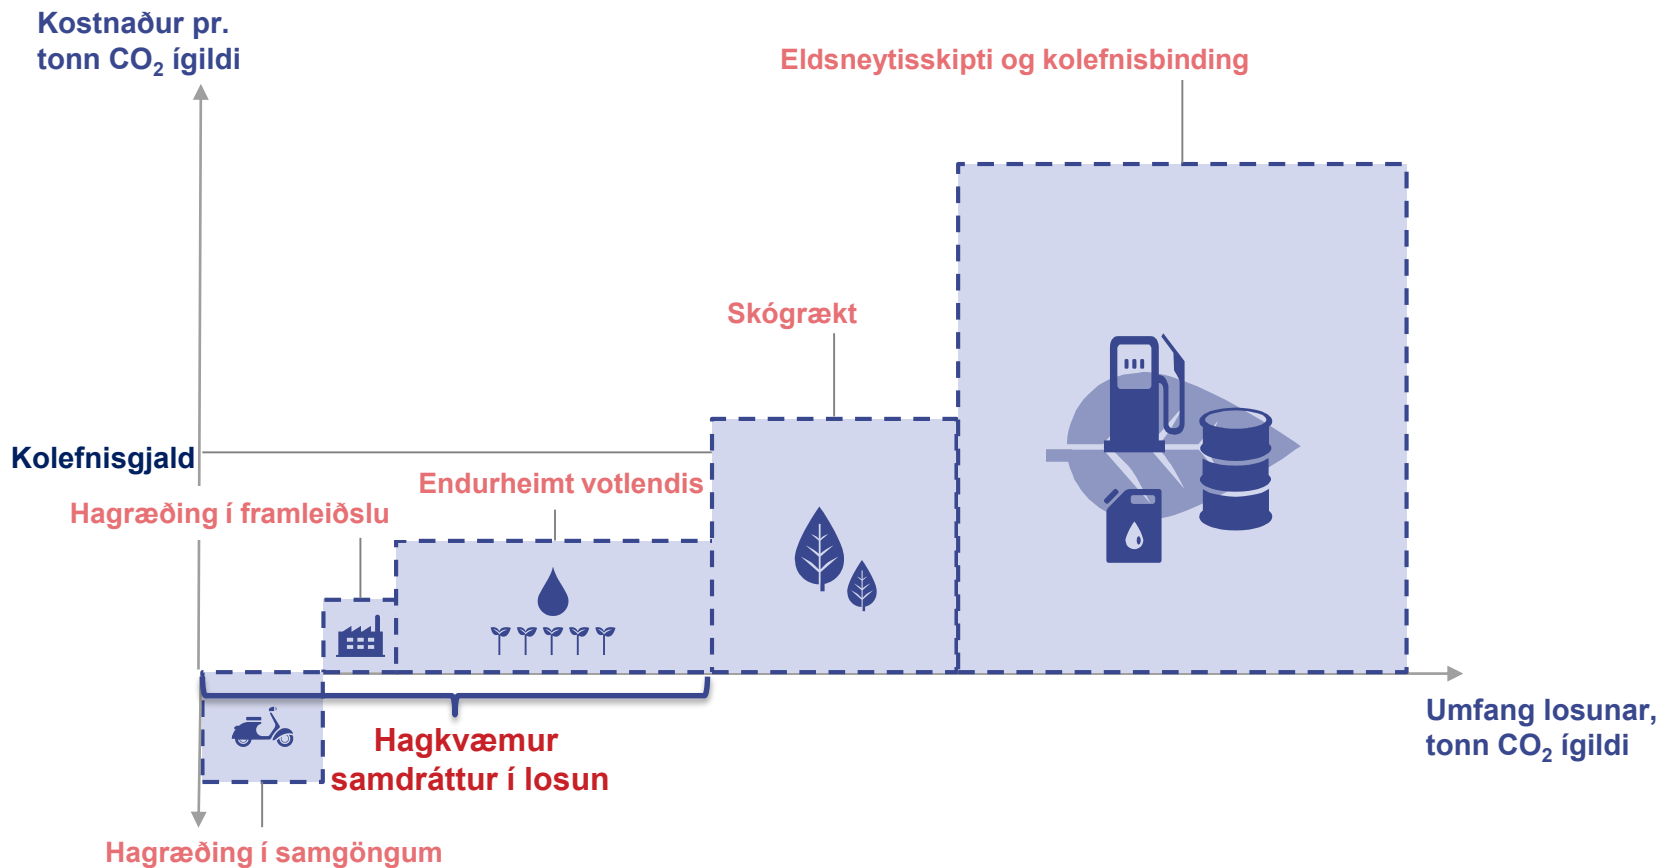 Kostnaður pr.
tonn CO₂ ígildi
Eldsneytisskipti og kolefnisbinding
Skógrækt
Kolefnisgjald
Endurheimt votlendis
Hagræðing í framleiðslu
Hagkvæmur
samdráttur í losun
Umfang losunar,
tonn CO₂ ígildi
Hagræðing í samgöngum